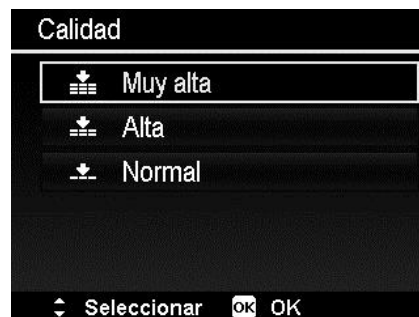 Calidad
Muy alta
Alta
Normal
Seleccionar OK OK